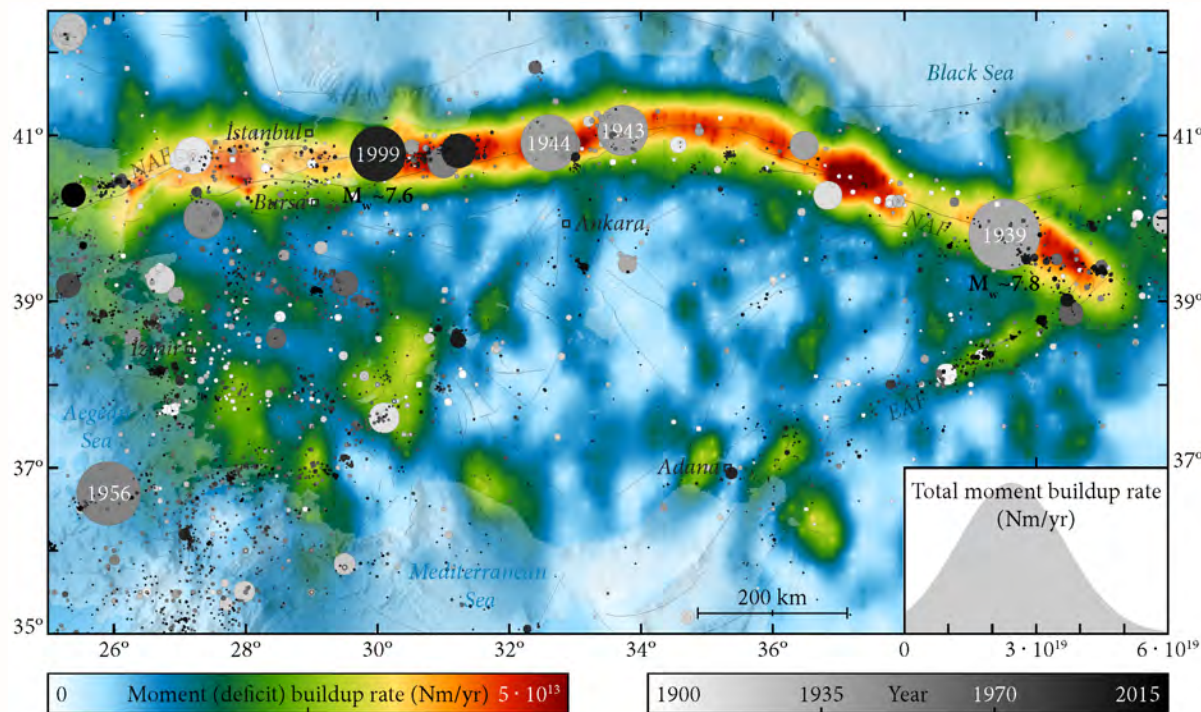 Black Sea
41°
41°
İstanbul
NAF
1999
1944
1943
Bursa
M_w~7.6
Ankara
NAF
1939
M_w~7.8
39°
39°
İzmir
Aegean
Sea
EAF
37°
37°
Adana
1956
Total moment buildup rate
(Nm/yr)
Mediterranean
Sea
200 km
35°
26°
28°
30°
32°
34°
36°
0
3·10¹⁹
6·10¹⁹
0 Moment (deficit) buildup rate (Nm/yr) 5·10¹³
1900 1935 Year 1970 2015